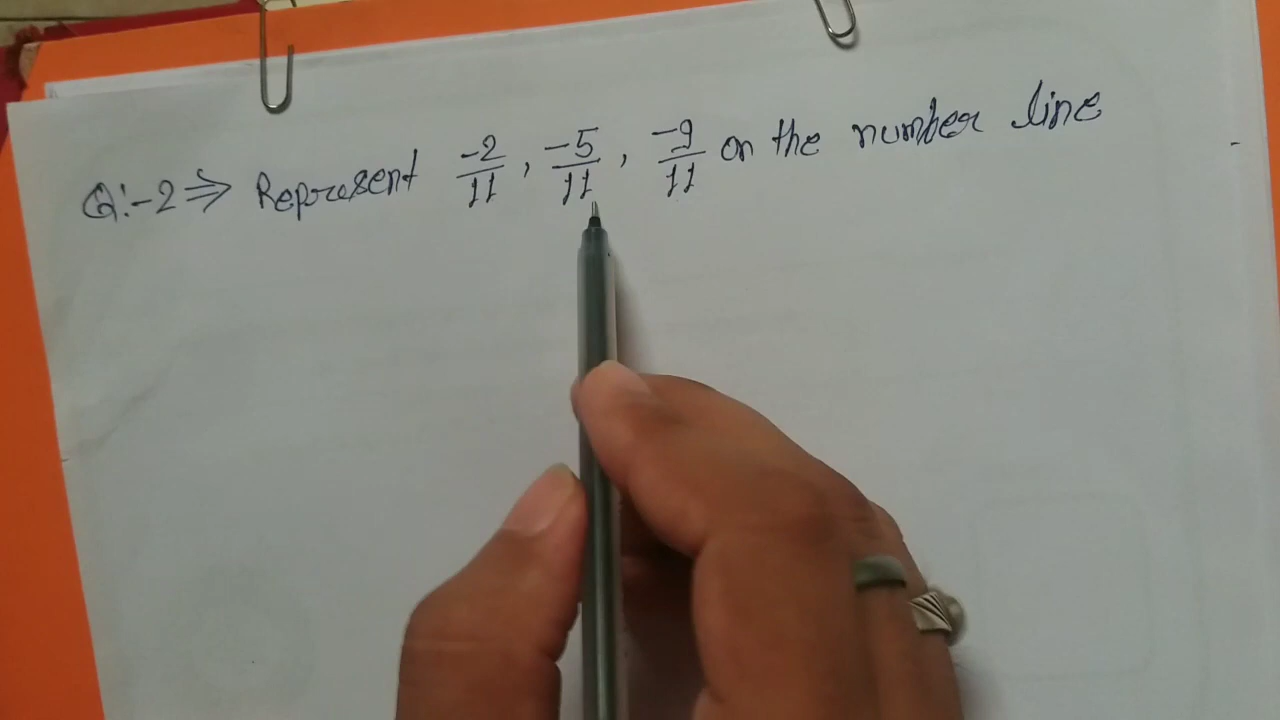 Q:-2⇒ Represent -2/11, -5/11, -9/11 on the number line